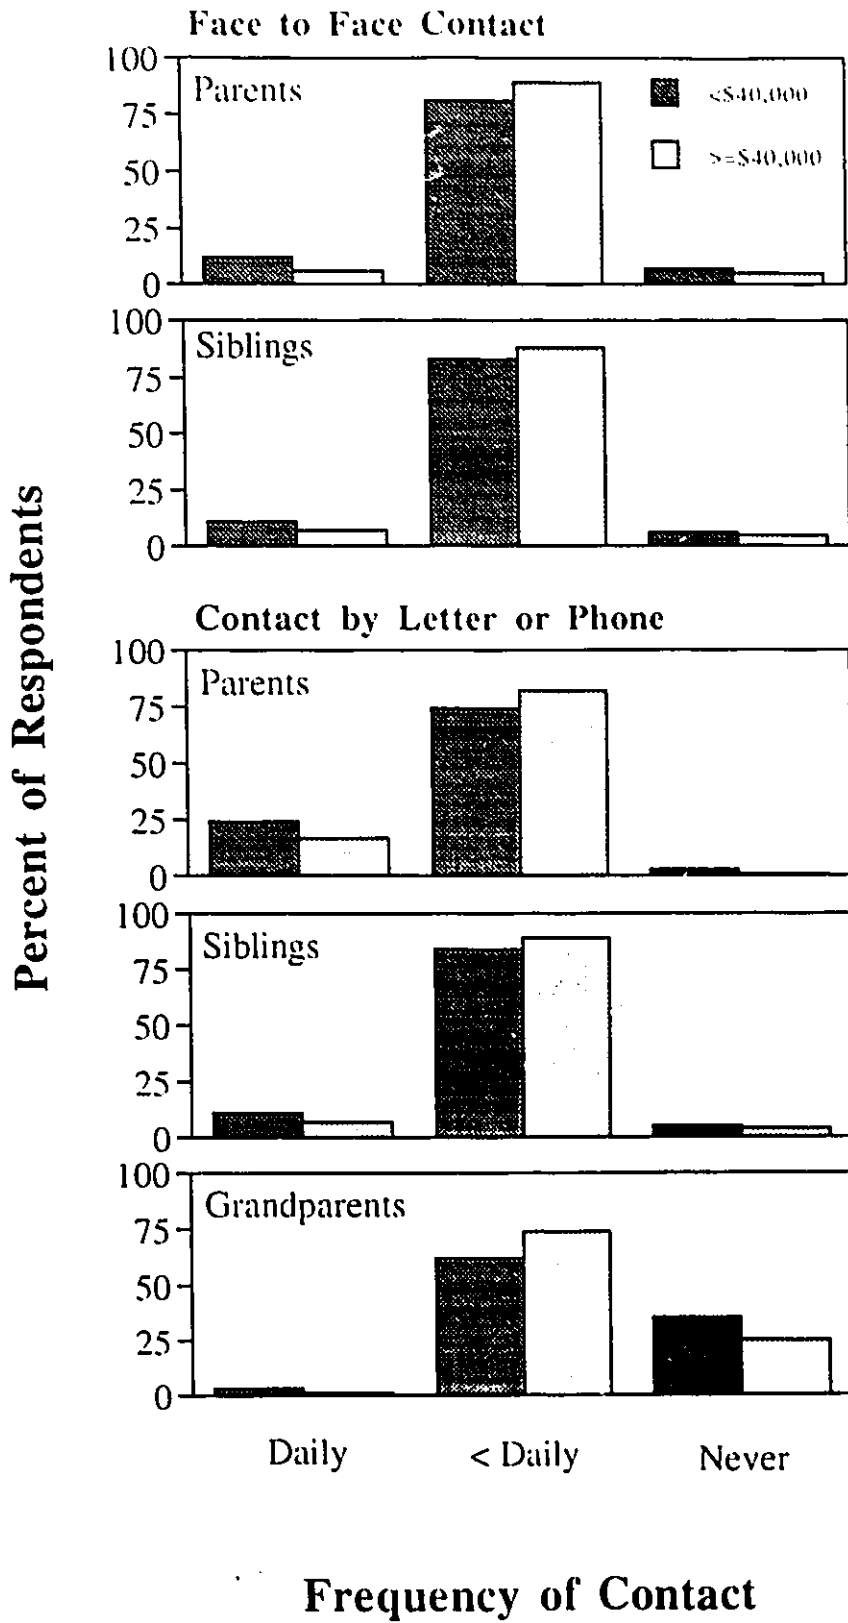 Face to Face Contact
100
75
50
25
0
Parents
<$40,000
>=$40,000
100
75
50
25
0
Siblings
Contact by Letter or Phone
100
75
50
25
0
Parents
100
75
50
25
0
Siblings
100
75
50
25
0
Grandparents
Daily
< Daily
Never
Percent of Respondents
Frequency of Contact